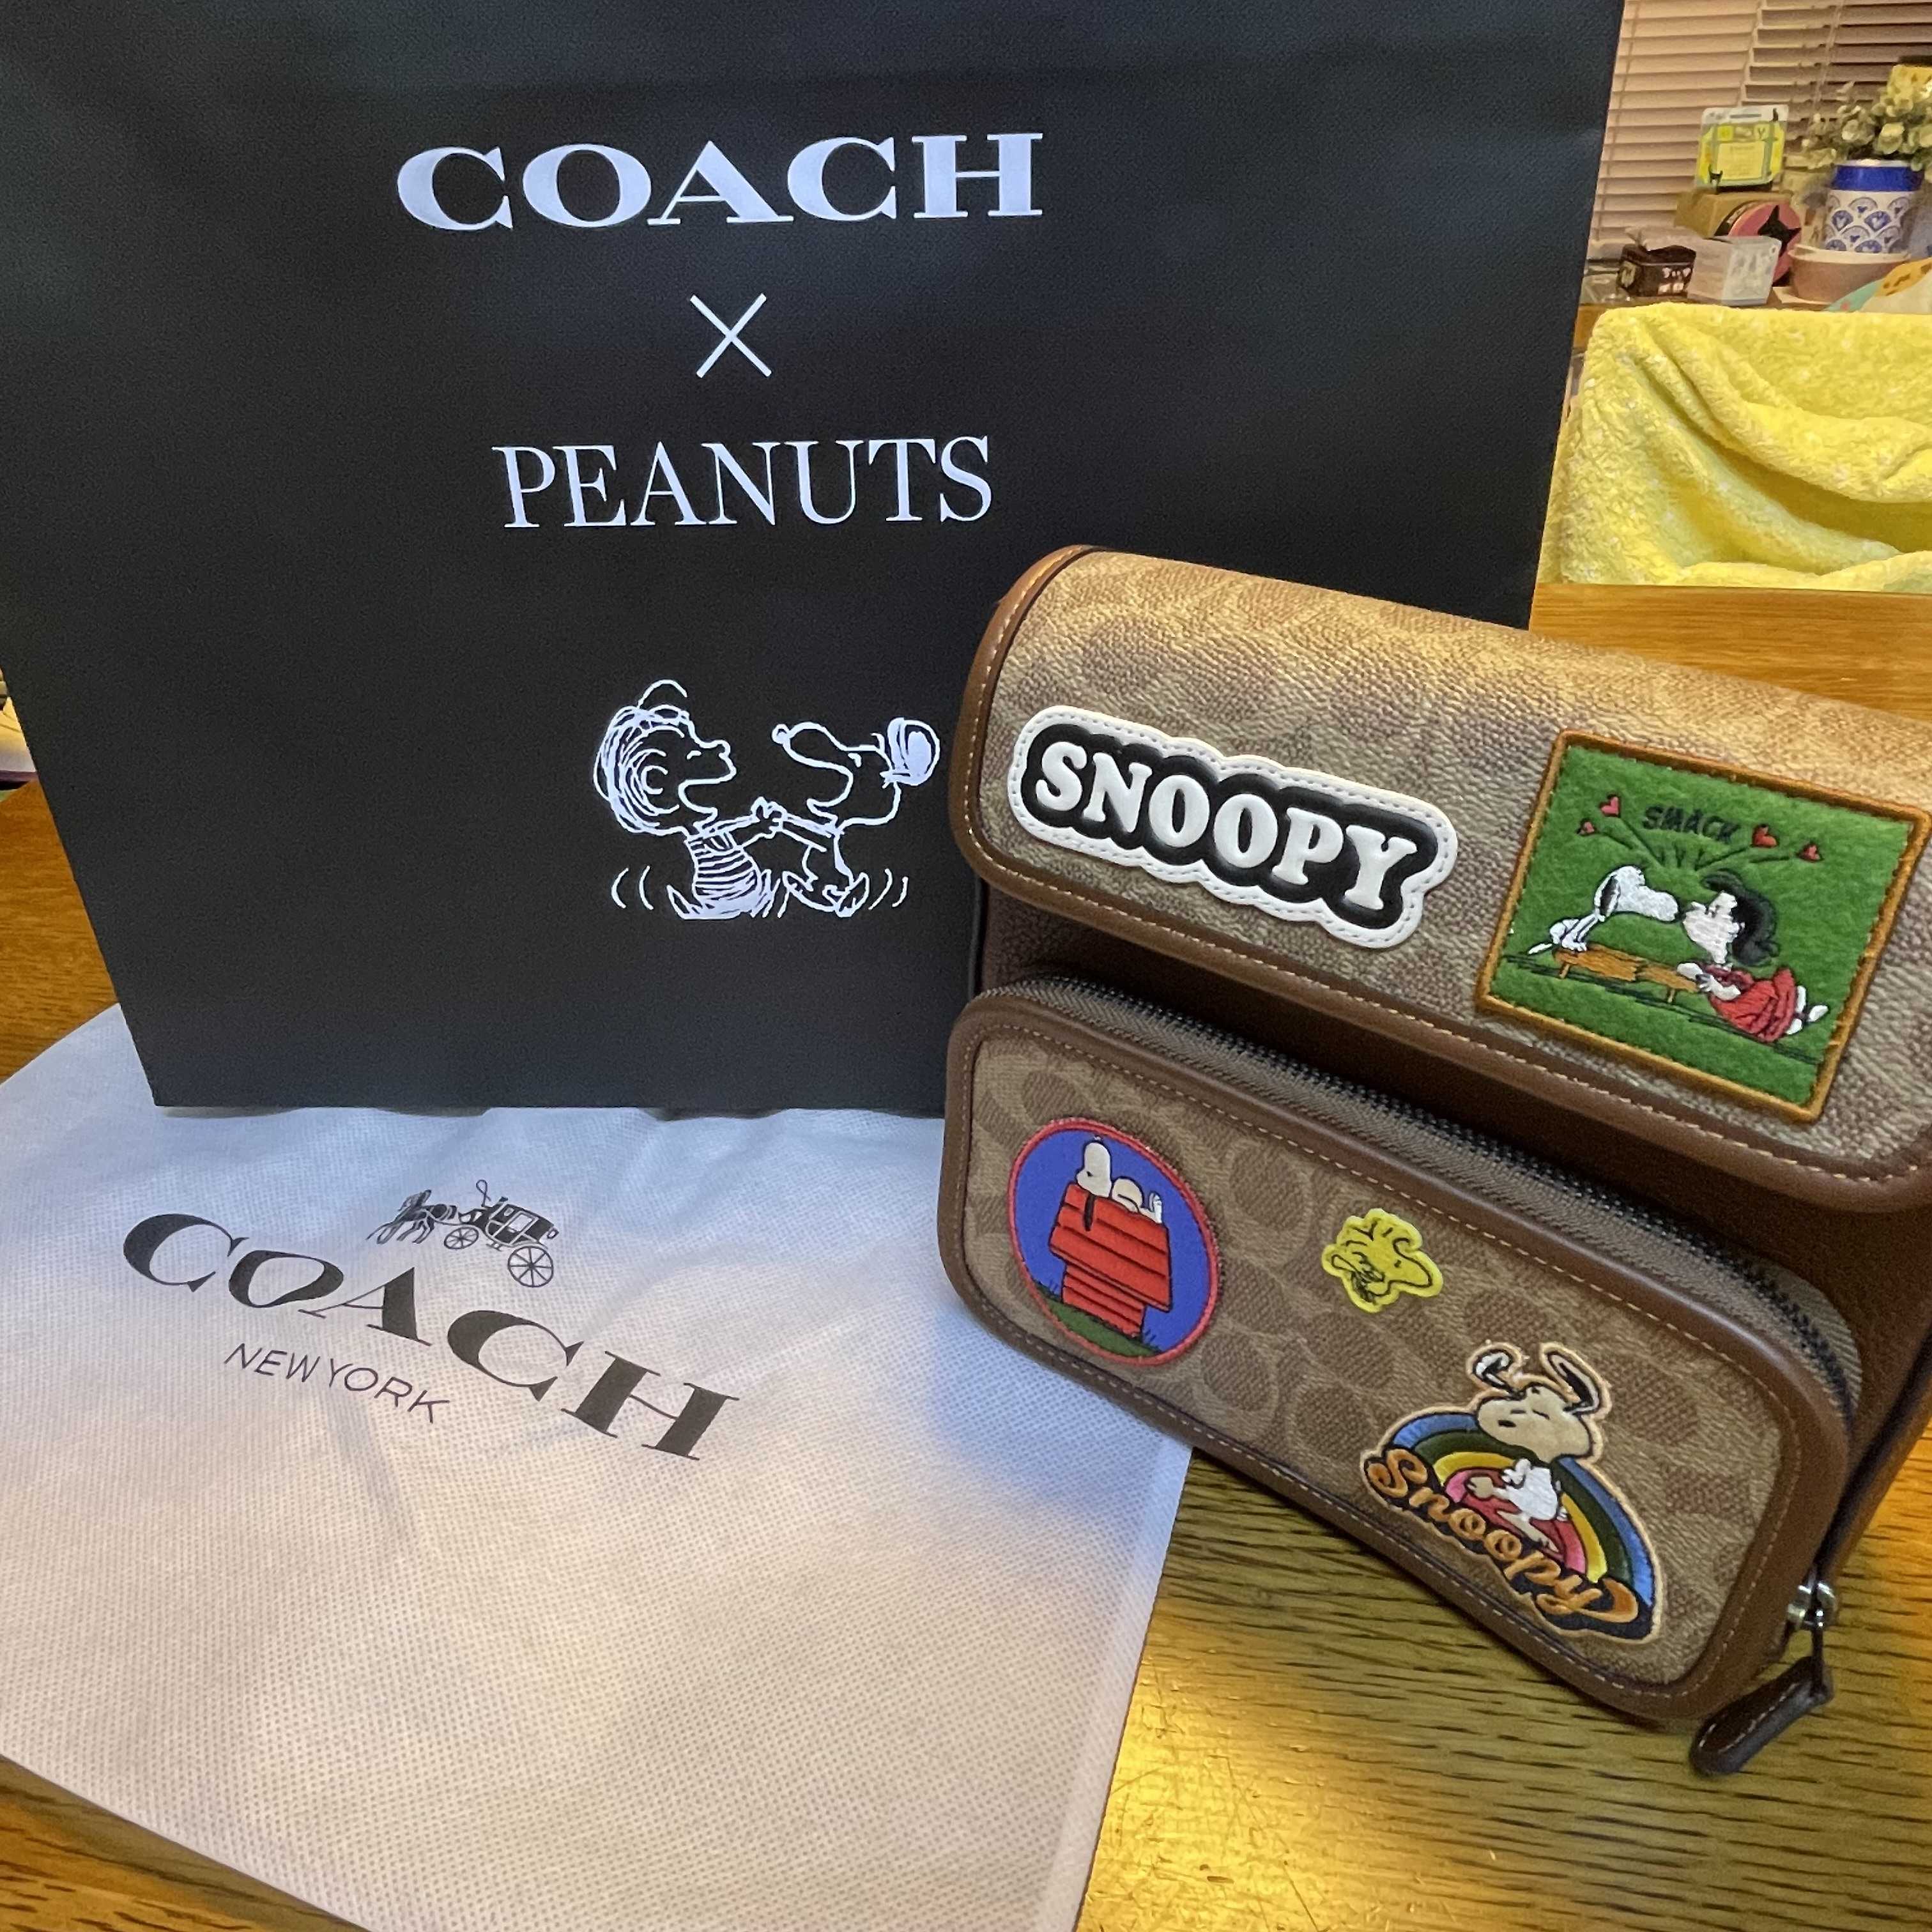 COACH
×
PEANUTS
SNOOPY
SMACK
Snoopy
COACH
NEW YORK